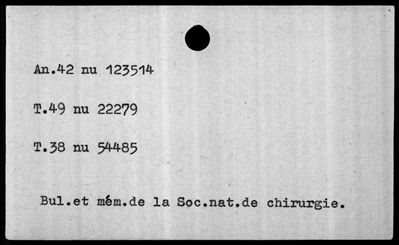 An.42 nu 123514
T.49 nu 22279
T.38 nu 54485
Bul.et mém.de la Soc.nat.de chirurgie.